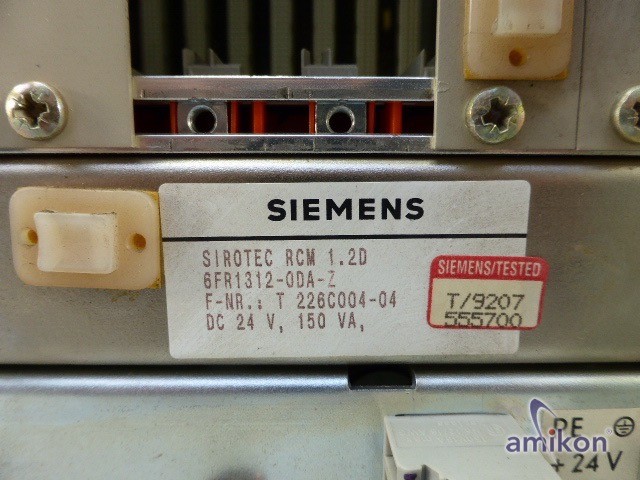 SIEMENS
SIROTEC RCM 1.2D
6FR1312-0DA-Z
F-NR.: T 226C004-04
DC 24 V, 150 VA,
SIEMENS/TESTED
T/9207
555700
PE
+ 24 V
amikon